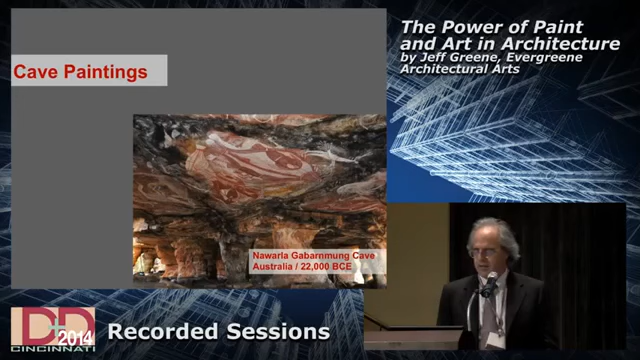 The Power of Paint
and Art in Architecture
by Jeff Greene, Evergreene
Architectural Arts
Cave Paintings
Nawarla Gabarnmung Cave
Australia / 22,000 BCE
D+D
2014
CINCINNATI
Recorded Sessions